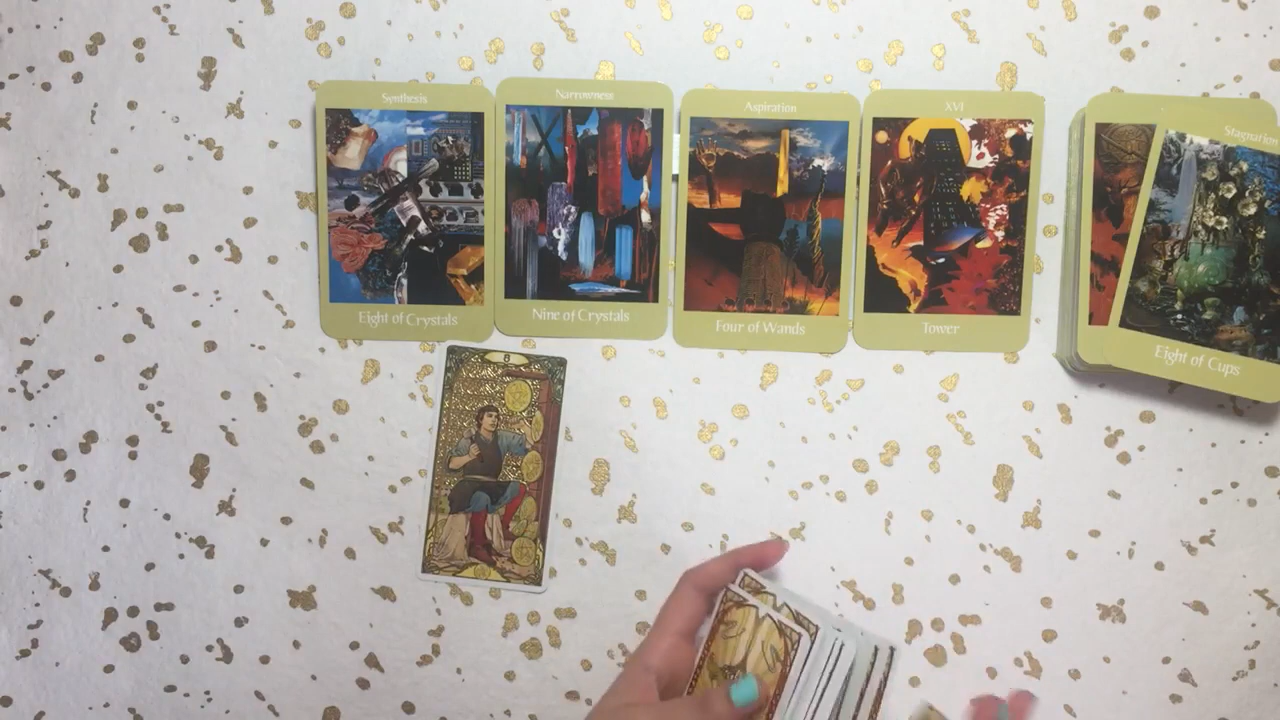 Synthesis
Eight of Crystals
Narrowness
Nine of Crystals
Aspiration
Four of Wands
XVI
Tower
Stagnation
Eight of Cups
8